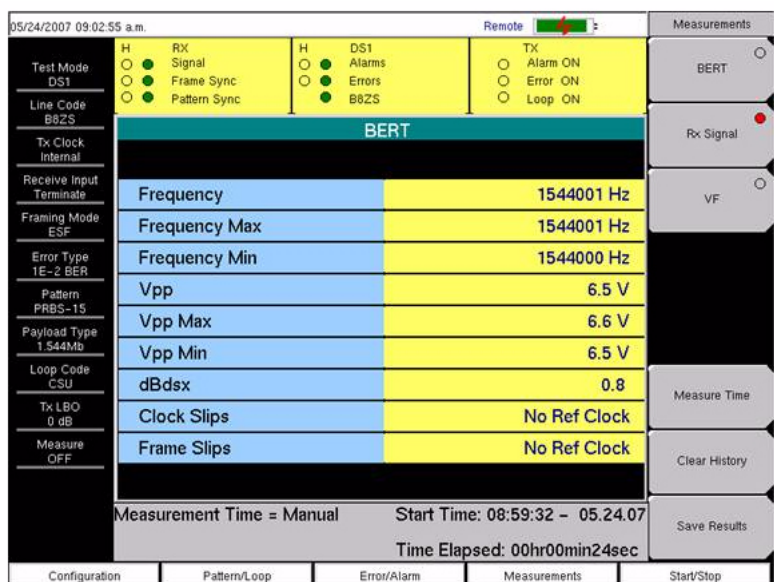 05/24/2007 09:02:55 a.m.
Remote
Measurements
Test Mode
DS1
Line Code
B8ZS
Tx Clock
Internal
Receive Input
Terminate
Framing Mode
ESF
Error Type
1E-2 BER
Pattern
PRBS-15
Payload Type
1.544Mb
Loop Code
CSU
Tx LBO
0 dB
Measure
OFF
H RX
Signal
Frame Sync
Pattern Sync
H DS1
Alarms
Errors
B8ZS
TX
Alarm ON
Error ON
Loop ON
BERT
Frequency 1544001 Hz
Frequency Max 1544001 Hz
Frequency Min 1544000 Hz
Vpp 6.5 V
Vpp Max 6.6 V
Vpp Min 6.5 V
dBdsx 0.8
Clock Slips No Ref Clock
Frame Slips No Ref Clock
Measurement Time = Manual Start Time: 08:59:32 - 05.24.07
Time Elapsed: 00hr00min24sec
BERT
Rx Signal
VF
Measure Time
Clear History
Save Results
Configuration Pattern/Loop Error/Alarm Measurements Start/Stop